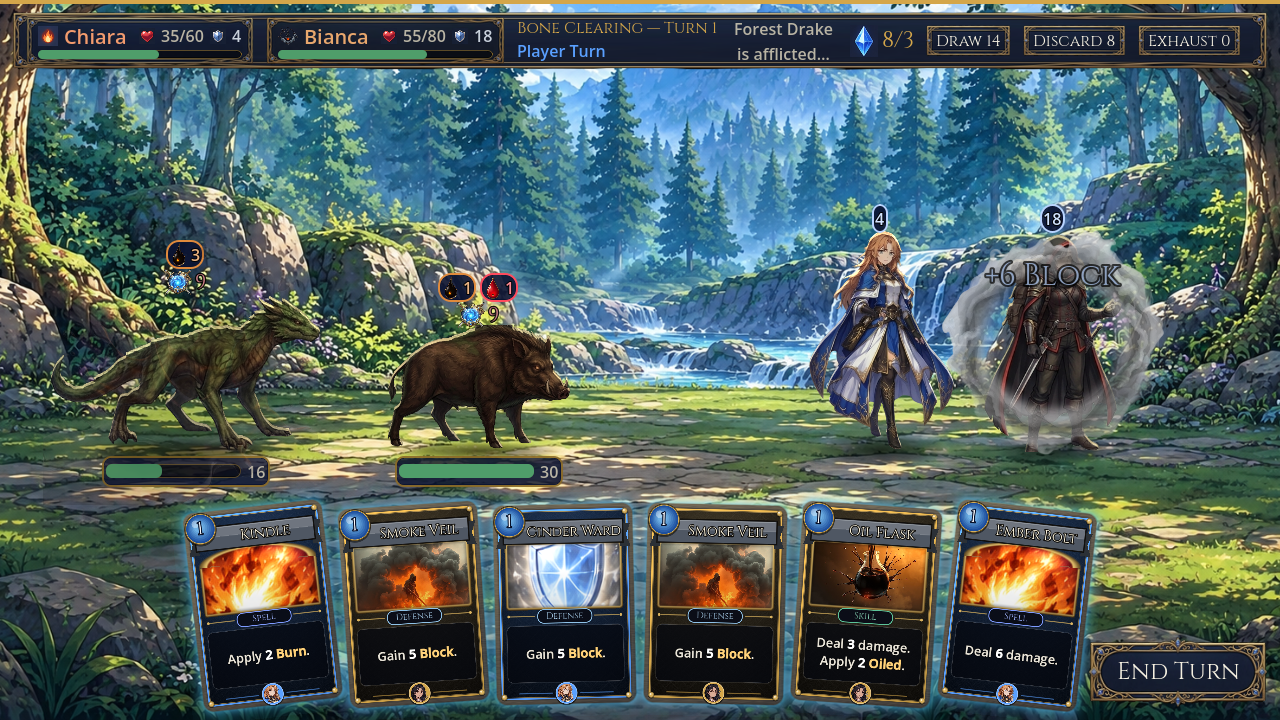 Chiara 35/60 4
Bianca 55/80 18
Bone Clearing — Turn 1
Player Turn
Forest Drake
is afflicted...
8/3
Draw 14
Discard 8
Exhaust 0
4
18
3
9
1
1
9
+6 Block
16
30
1
Kindle
Spell
Apply 2 Burn.
1
Smoke Veil
Defense
Gain 5 Block.
1
Cinder Ward
Defense
Gain 5 Block.
1
Smoke Veil
Defense
Gain 5 Block.
1
Oil Flask
Skill
Deal 3 damage.
Apply 2 Oiled.
1
Ember Bolt
Spell
Deal 6 damage.
End Turn